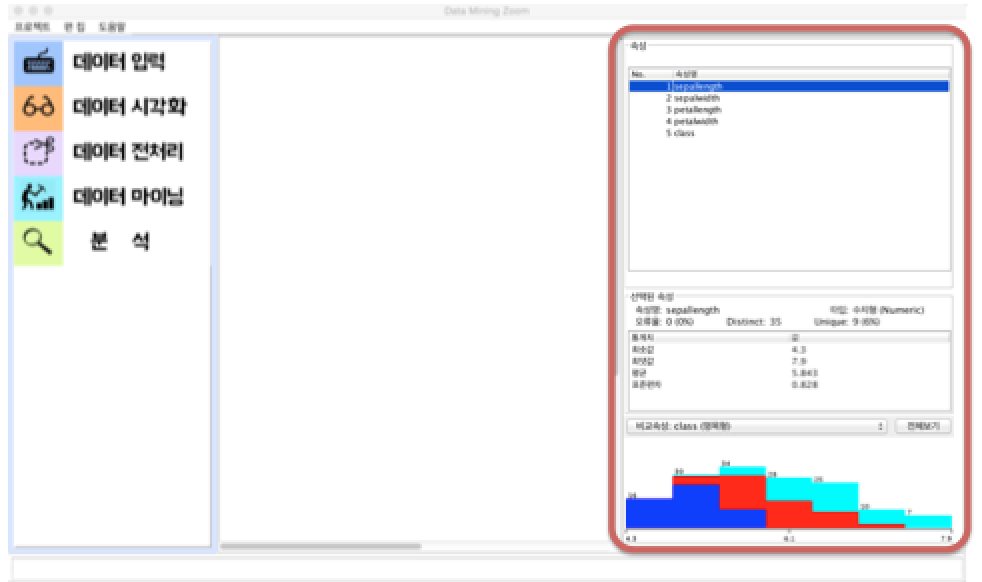 Data Mining Zoom
프로젝트 편집 도움말
데이터 입력
데이터 시각화
데이터 전처리
데이터 마이닝
분 석
속성
No. 속성명
1 sepallength
2 sepalwidth
3 petallength
4 petalwidth
5 class
선택된 속성
속성명: sepallength 타입: 수치형 (Numeric)
오류율: 0 (0%) Distinct: 35 Unique: 9 (6%)
통계치 값
최솟값 4.3
최댓값 7.9
평균 5.843
표준편차 0.828
비교속성: class (명목형) 전체보기
16 30 34 28 25 10 7
4.3 6.1 7.9